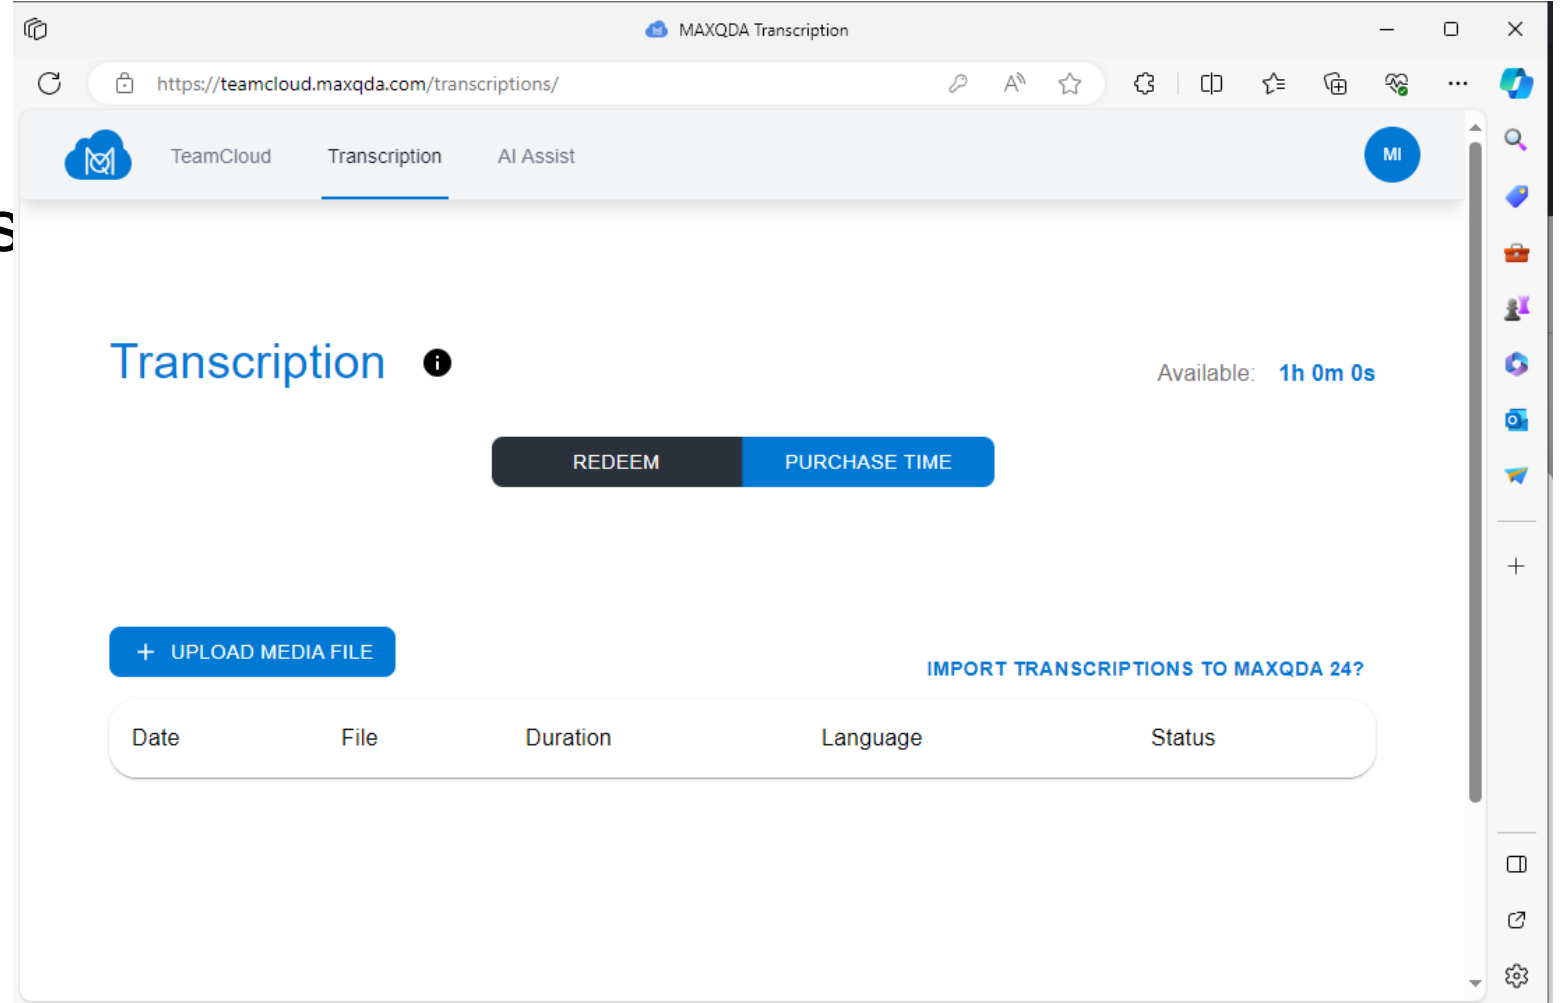 MAXQDA Transcription
https://teamcloud.maxqda.com/transcriptions/
TeamCloud Transcription AI Assist MI
s
Transcription
Available: 1h 0m 0s
REDEEM PURCHASE TIME
+ UPLOAD MEDIA FILE
IMPORT TRANSCRIPTIONS TO MAXQDA 24?
Date File Duration Language Status